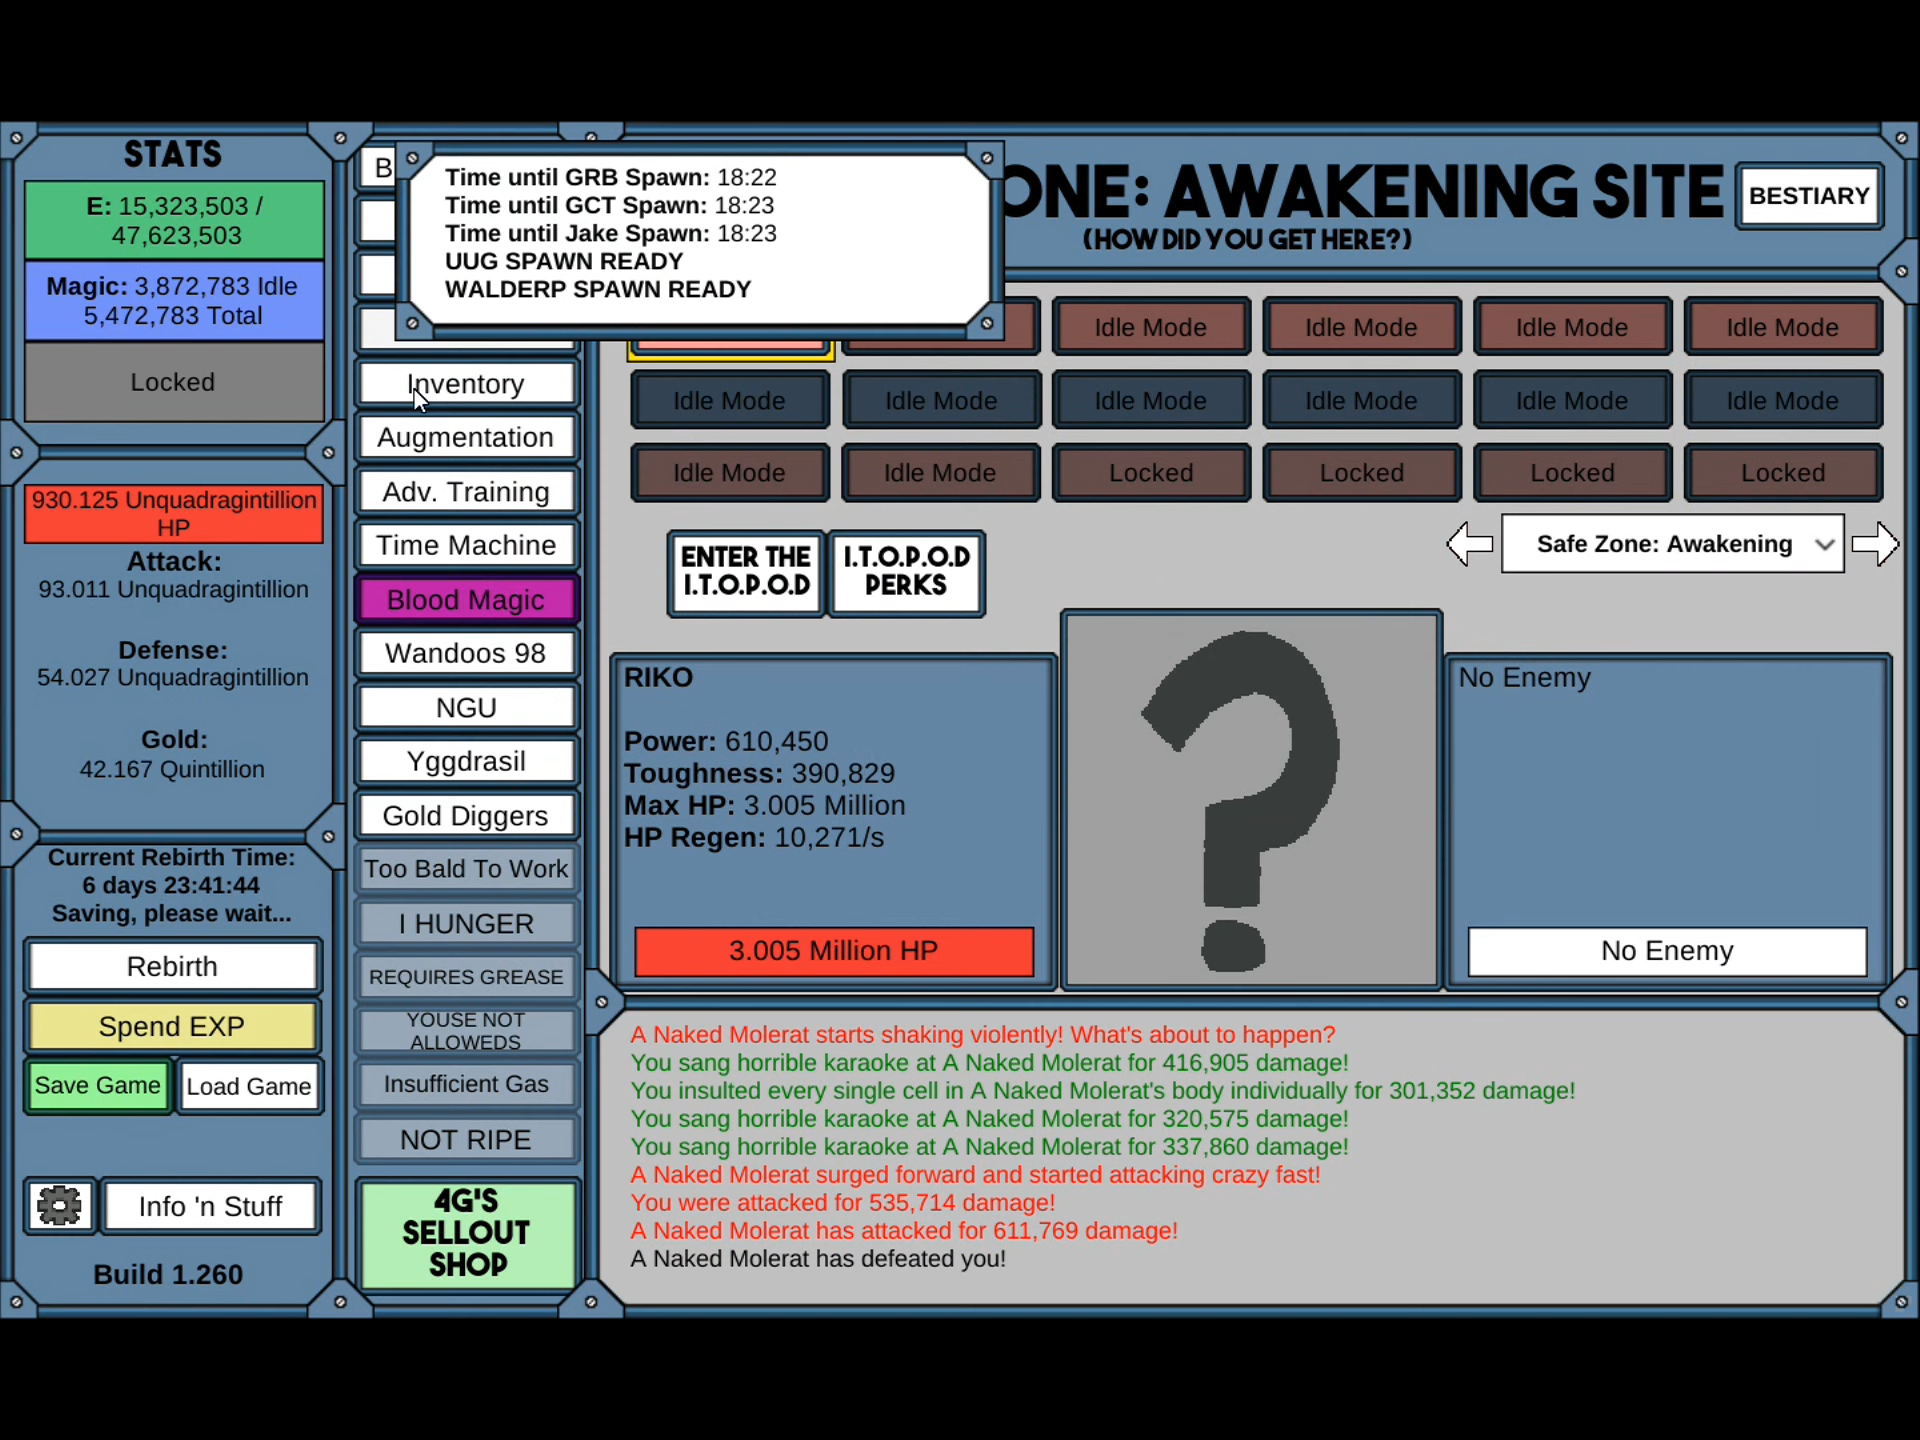 STATS
E: 15,323,503 /
47,623,503
Magic: 3,872,783 Idle
5,472,783 Total
Locked
930.125 Unquadragintillion
HP
Attack:
93.011 Unquadragintillion
Defense:
54.027 Unquadragintillion
Gold:
42.167 Quintillion
Current Rebirth Time:
6 days 23:41:44
Saving, please wait...
Rebirth
Spend EXP
Save Game
Load Game
Info 'n Stuff
Build 1.260
B
Time until GRB Spawn: 18:22
Time until GCT Spawn: 18:23
Time until Jake Spawn: 18:23
UUG SPAWN READY
WALDERP SPAWN READY
Inventory
Augmentation
Adv. Training
Time Machine
Blood Magic
Wandoos 98
NGU
Yggdrasil
Gold Diggers
Too Bald To Work
I HUNGER
REQUIRES GREASE
YOUSE NOT
ALLOWEDS
Insufficient Gas
NOT RIPE
4G'S
SELLOUT
SHOP
ONE: AWAKENING SITE
(HOW DID YOU GET HERE?)
BESTIARY
Idle Mode
Idle Mode
Idle Mode
Idle Mode
Idle Mode
Idle Mode
Idle Mode
Idle Mode
Idle Mode
Idle Mode
Idle Mode
Idle Mode
Locked
Locked
Locked
Locked
ENTER THE
I.T.O.P.O.D
I.T.O.P.O.D
PERKS
Safe Zone: Awakening
RIKO
Power: 610,450
Toughness: 390,829
Max HP: 3.005 Million
HP Regen: 10,271/s
3.005 Million HP
No Enemy
No Enemy
A Naked Molerat starts shaking violently! What's about to happen?
You sang horrible karaoke at A Naked Molerat for 416,905 damage!
You insulted every single cell in A Naked Molerat's body individually for 301,352 damage!
You sang horrible karaoke at A Naked Molerat for 320,575 damage!
You sang horrible karaoke at A Naked Molerat for 337,860 damage!
A Naked Molerat surged forward and started attacking crazy fast!
You were attacked for 535,714 damage!
A Naked Molerat has attacked for 611,769 damage!
A Naked Molerat has defeated you!